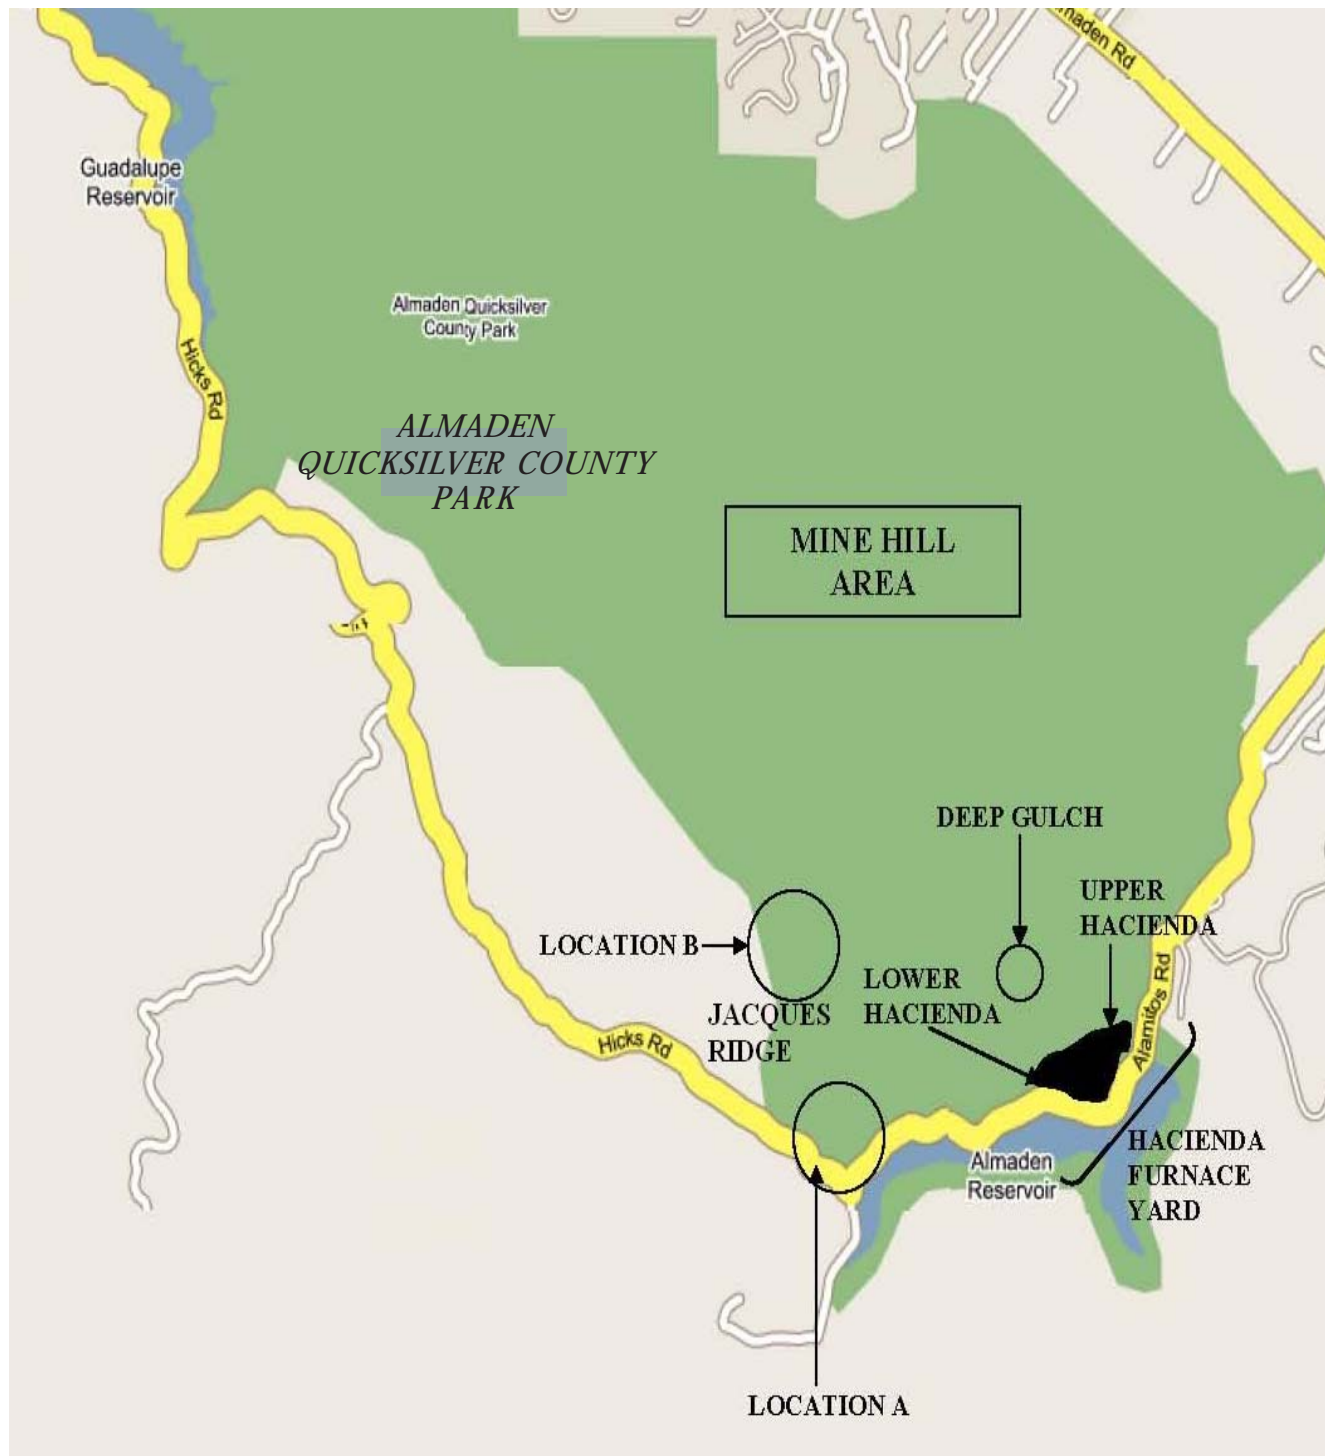 maden Rd
Guadalupe
Reservoir
Almaden Quicksilver
County Park
Hicks Rd
ALMADEN
QUICKSILVER COUNTY
PARK
MINE HILL
AREA
DEEP GULCH
UPPER
HACIENDA
LOCATION B
LOWER
HACIENDA
JACQUES
RIDGE
Alamitos Rd
Hicks Rd
HACIENDA
FURNACE
YARD
Almaden
Reservoir
LOCATION A